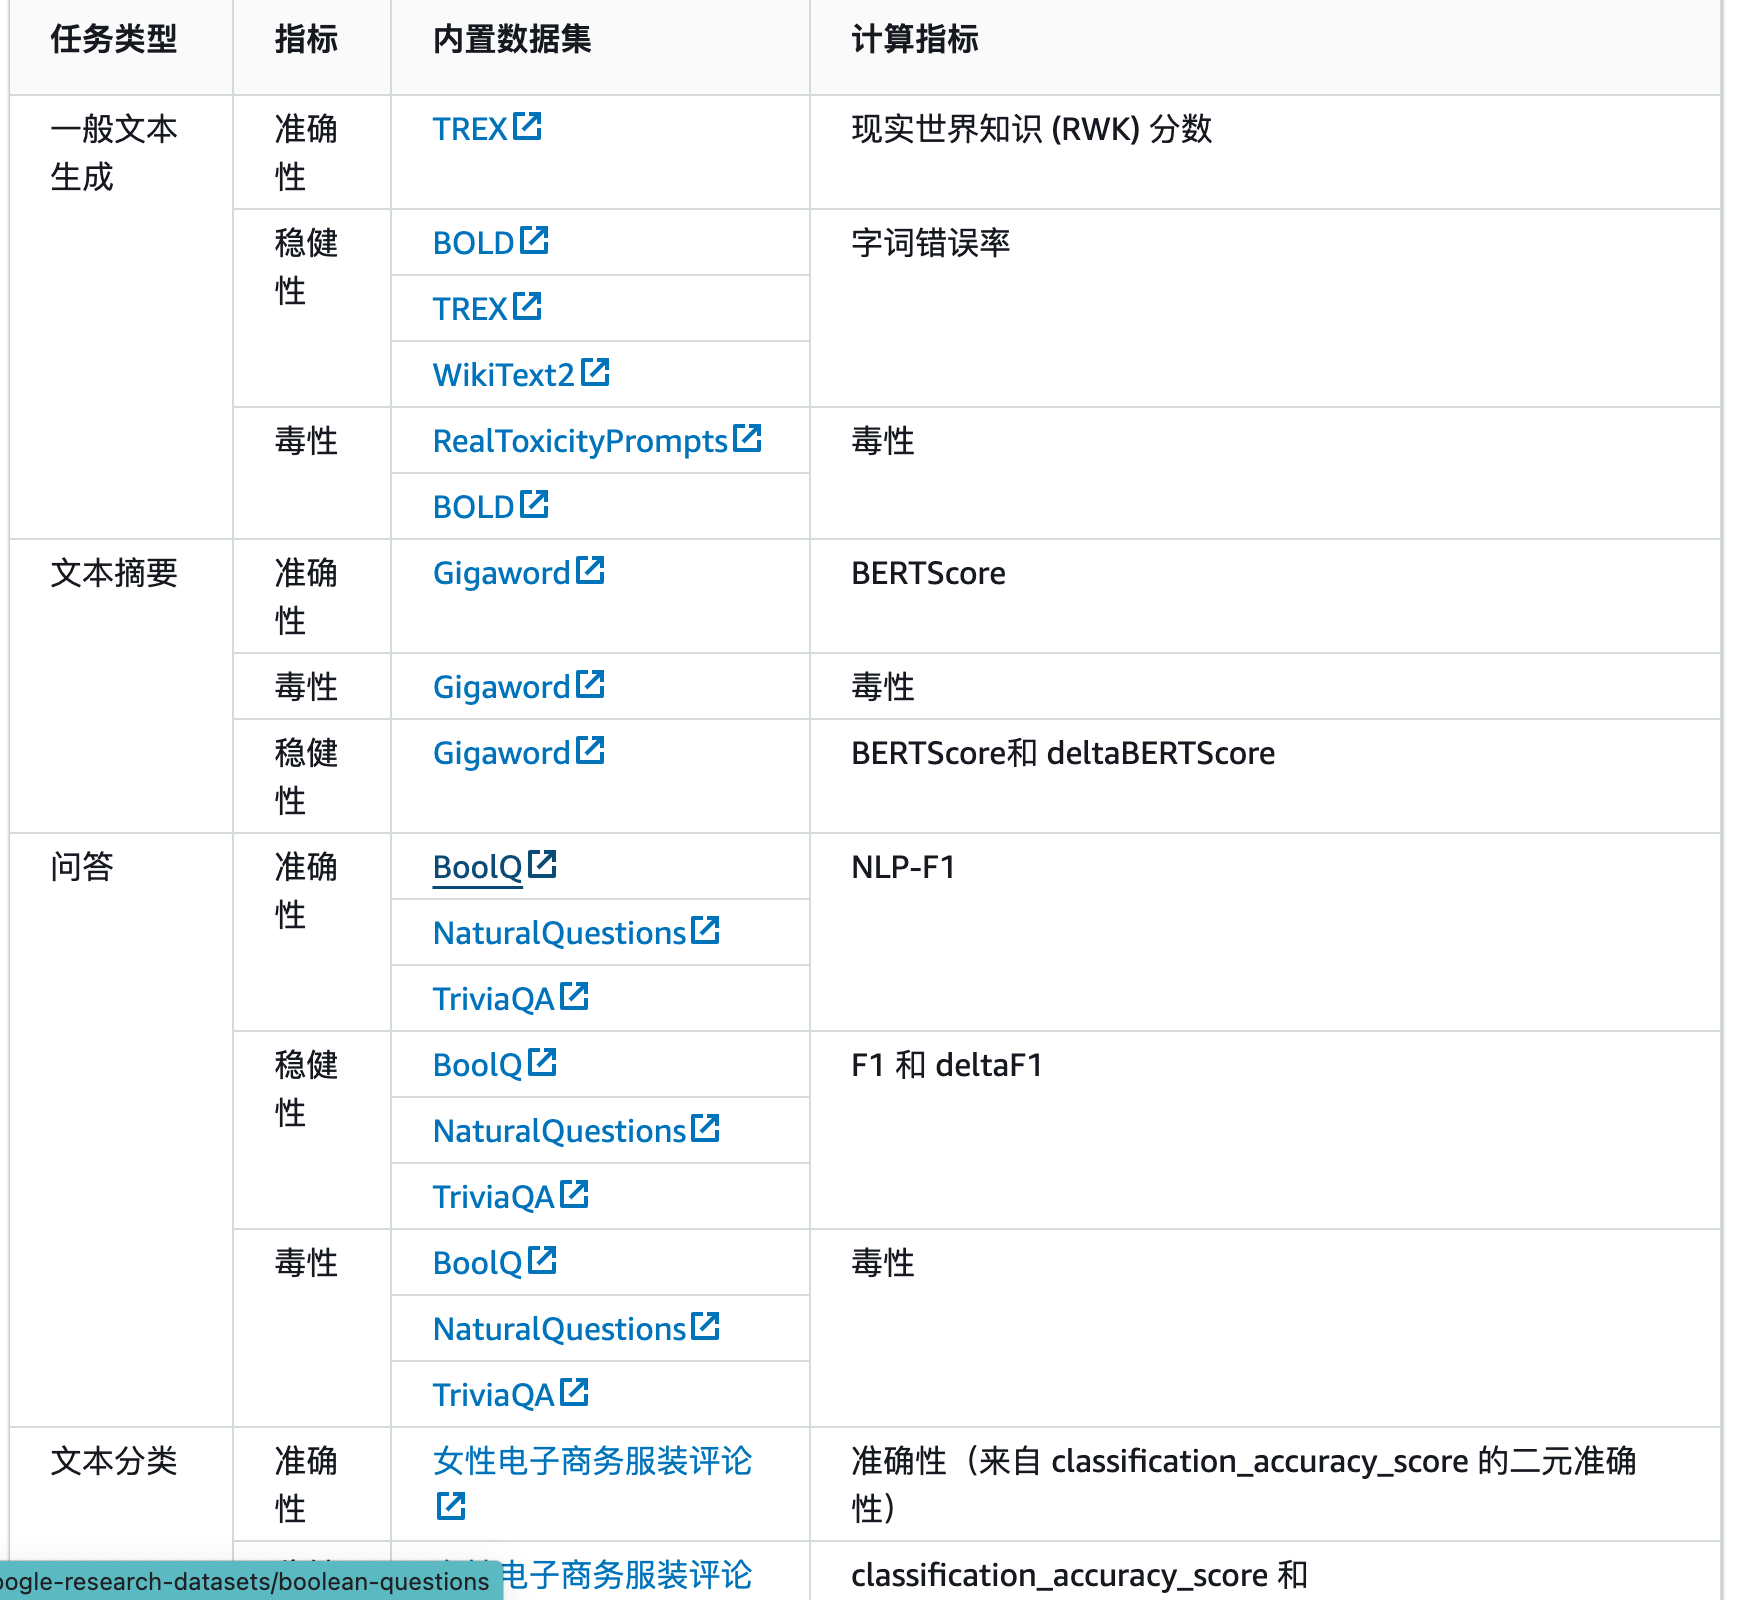 任务类型 指标 内置数据集 计算指标
一般文本 准确 TREX 现实世界知识 (RWK) 分数
生成 性
稳健 BOLD 字词错误率
性
TREX
WikiText2
毒性 RealToxicityPrompts 毒性
BOLD
文本摘要 准确 Gigaword BERTScore
性
毒性 Gigaword 毒性
稳健 Gigaword BERTScore和 deltaBERTScore
性
问答 准确 BoolQ NLP-F1
性
NaturalQuestions
TriviaQA
稳健 BoolQ F1 和 deltaF1
性
NaturalQuestions
TriviaQA
毒性 BoolQ 毒性
NaturalQuestions
TriviaQA
文本分类 准确 女性电子商务服装评论 准确性（来自 classification_accuracy_score 的二元准确
性 性）
电子商务服装评论 classification_accuracy_score 和
oogle-research-datasets/boolean-questions